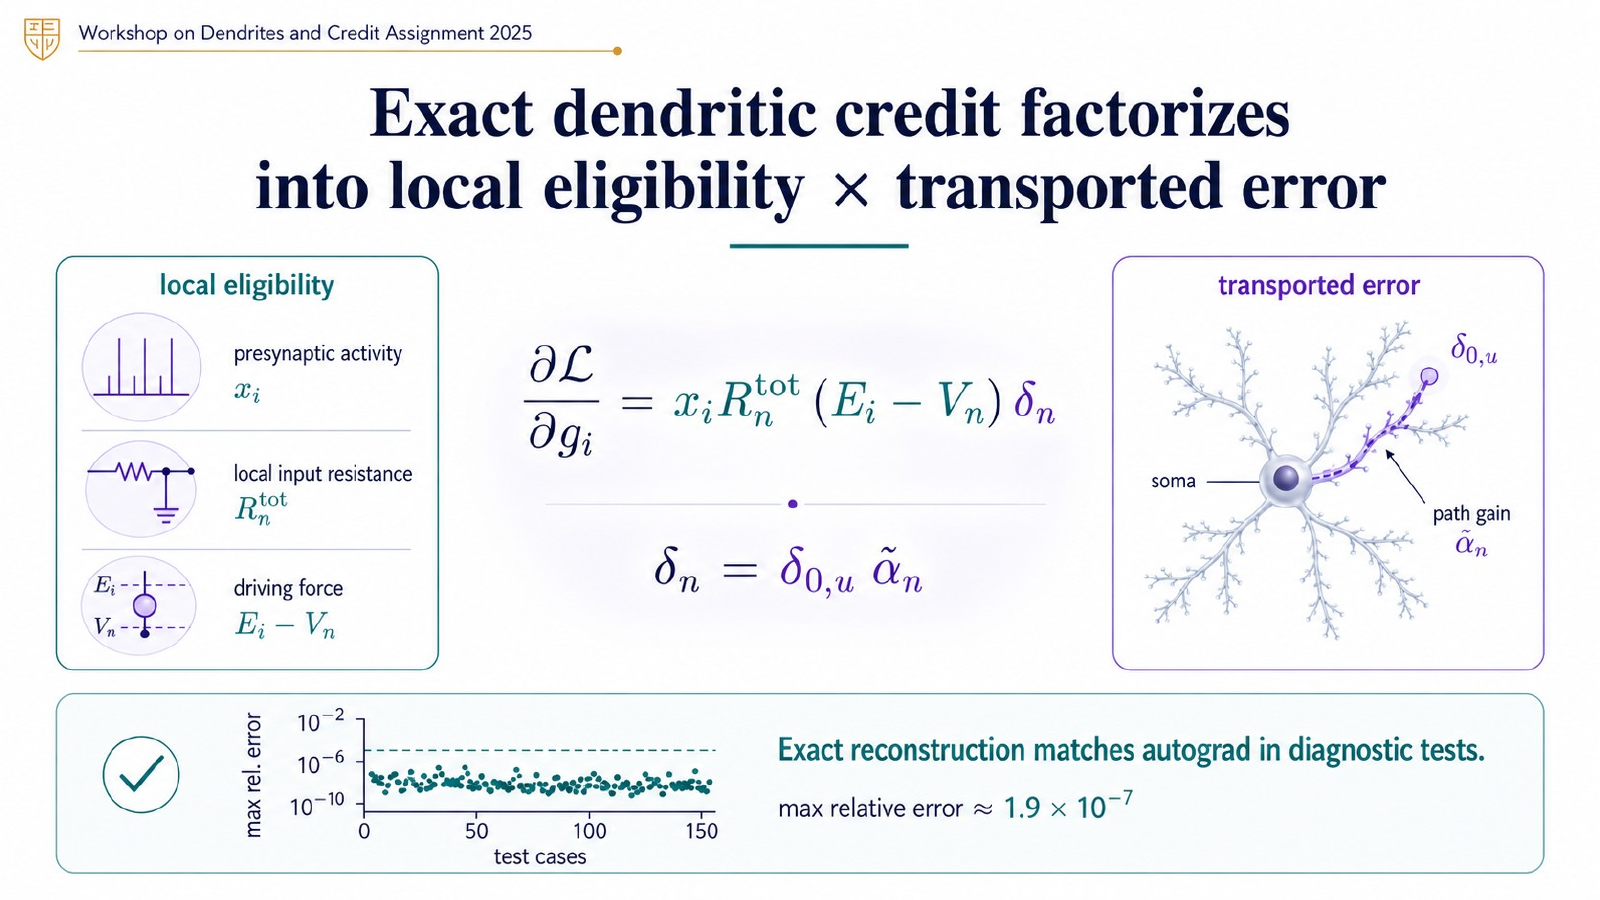 Workshop on Dendrites and Credit Assignment 2025
Exact dendritic credit factorizes
into local eligibility × transported error
local eligibility
presynaptic activity
x_i
local input resistance
R_n^tot
E_i
V_n
driving force
E_i − V_n
∂ℒ/∂g_i = x_i R_n^tot (E_i − V_n) δ_n
δ_n = δ_{0,u} α̃_n
transported error
δ_{0,u}
soma
path gain
α̃_n
max rel. error
10^−2
10^−6
10^−10
0 50 100 150
test cases
Exact reconstruction matches autograd in diagnostic tests.
max relative error ≈ 1.9 × 10^−7